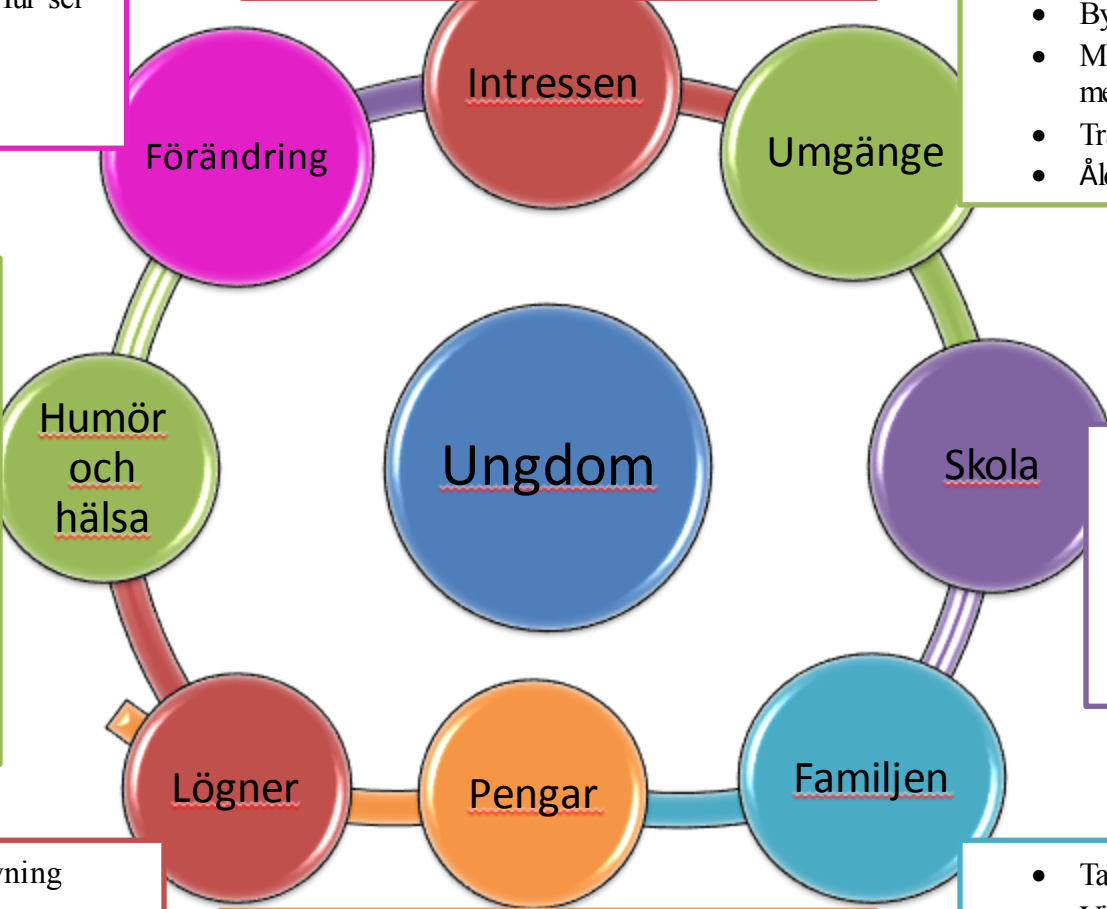 Intressen
Förändring
Umgänge
Humör
och
hälsa
Ungdom
Skola
Lögner
Pengar
Familjen